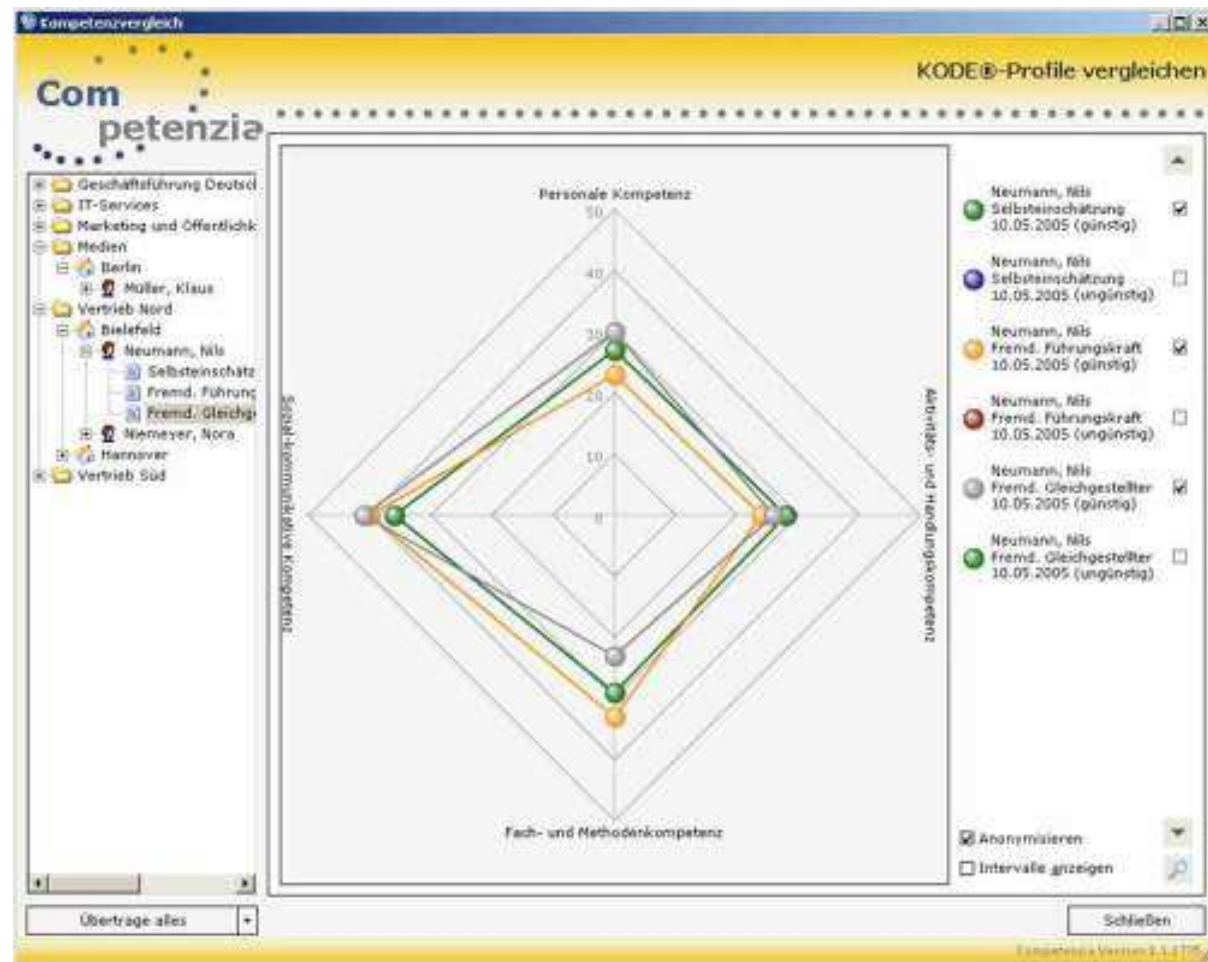 Kompetenzvergleich
KODE®-Profile vergleichen
Com
petenzia
Geschäftsführung Deutscl
IT-Services
Marketing und Öffentlichk
Medien
Berlin
Müller, Klaus
Vertrieb Nord
Bielefeld
Neumann, Nils
Selbsteinschätz
Fremd. Führung
Fremd. Gleichge
Niemeyer, Nora
Hannover
Vertrieb Süd
Übertrage alles
Personale Kompetenz
50
40
30
20
10
0
Sozial-kommunikative Kompetenz
Aktivitäts- und Handlungskompetenz
Fach- und Methodenkompetenz
Neumann, Nils
Selbsteinschätzung
10.05.2005 (günstig)
Neumann, Nils
Selbsteinschätzung
10.05.2005 (ungünstig)
Neumann, Nils
Fremd. Führungskraft
10.05.2005 (günstig)
Neumann, Nils
Fremd. Führungskraft
10.05.2005 (ungünstig)
Neumann, Nils
Fremd. Gleichgestellter
10.05.2005 (günstig)
Neumann, Nils
Fremd. Gleichgestellter
10.05.2005 (ungünstig)
Anonymisieren
Intervalle anzeigen
Schließen
Competenzia Version